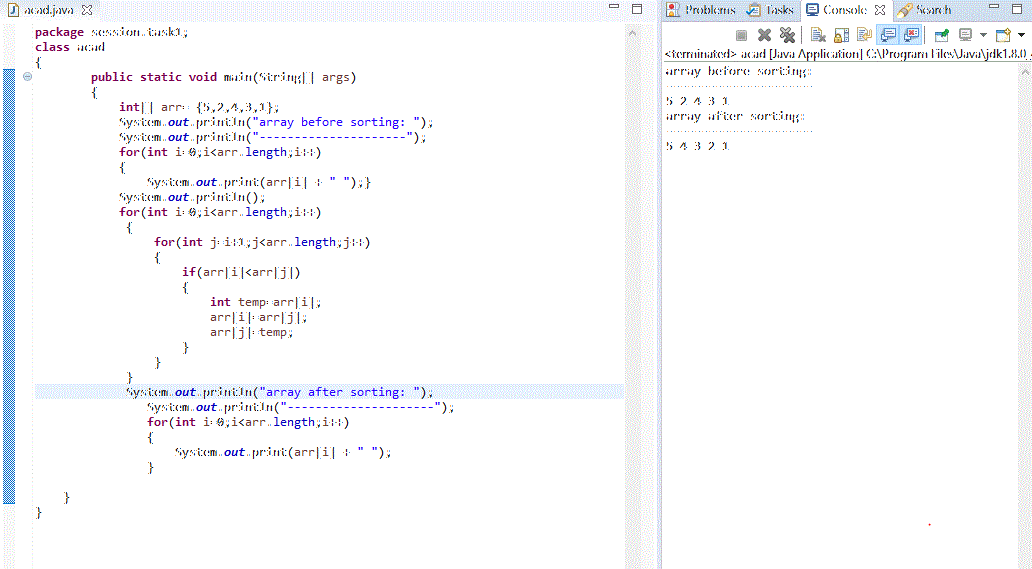 acad.java
package session.task1;
class acad
{
public static void main(String[] args)
{
int[] arr= {5,2,4,3,1};
System.out.println("array before sorting: ");
System.out.println("---------------------");
for(int i=0;i<arr.length;i++)
{
System.out.print(arr[i] + " ");}
System.out.println();
for(int i=0;i<arr.length;i++)
{
for(int j=i+1;j<arr.length;j++)
{
if(arr[i]<arr[j])
{
int temp=arr[i];
arr[i]=arr[j];
arr[j]=temp;
}
}
}
System.out.println("array after sorting: ");
System.out.println("---------------------");
for(int i=0;i<arr.length;i++)
{
System.out.print(arr[i] + " ");
}
}
}
Problems Tasks Console Search
<terminated> acad [Java Application] C:\Program Files\Java\jdk1.8.0_
array before sorting:
---------------------
5 2 4 3 1
array after sorting:
---------------------
5 4 3 2 1